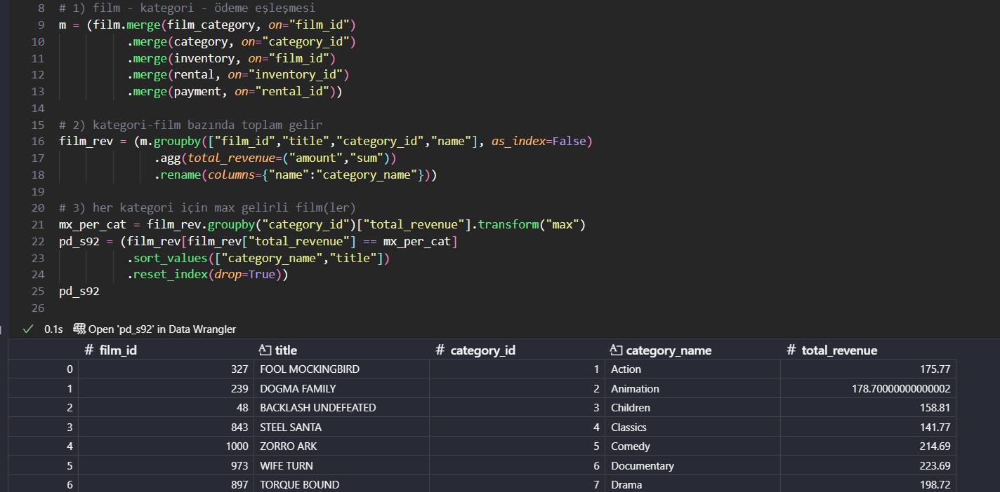 8 # 1) film - kategori - ödeme eşleşmesi
9 m = (film.merge(film_category, on="film_id")
10 .merge(category, on="category_id")
11 .merge(inventory, on="film_id")
12 .merge(rental, on="inventory_id")
13 .merge(payment, on="rental_id"))
14
15 # 2) kategori-film bazında toplam gelir
16 film_rev = (m.groupby(["film_id","title","category_id","name"], as_index=False)
17 .agg(total_revenue=("amount","sum"))
18 .rename(columns={"name":"category_name"}))
19
20 # 3) her kategori için max gelirli film(ler)
21 mx_per_cat = film_rev.groupby("category_id")["total_revenue"].transform("max")
22 pd_s92 = (film_rev[film_rev["total_revenue"] == mx_per_cat]
23 .sort_values(["category_name","title"])
24 .reset_index(drop=True))
25 pd_s92
26
0.1s Open 'pd_s92' in Data Wrangler
# film_id title # category_id category_name # total_revenue
0 327 FOOL MOCKINGBIRD 1 Action 175.77
1 239 DOGMA FAMILY 2 Animation 178.70000000000002
2 48 BACKLASH UNDEFEATED 3 Children 158.81
3 843 STEEL SANTA 4 Classics 141.77
4 1000 ZORRO ARK 5 Comedy 214.69
5 973 WIFE TURN 6 Documentary 223.69
6 897 TORQUE BOUND 7 Drama 198.72